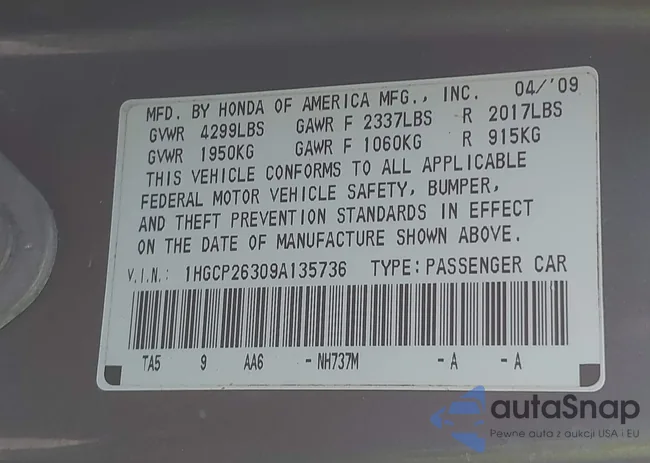 MFD. BY HONDA OF AMERICA MFG., INC. 04/'09
GVWR 4299LBS GAWR F 2337LBS R 2017LBS
GVWR 1950KG GAWR F 1060KG R 915KG
THIS VEHICLE CONFORMS TO ALL APPLICABLE
FEDERAL MOTOR VEHICLE SAFETY, BUMPER,
AND THEFT PREVENTION STANDARDS IN EFFECT
ON THE DATE OF MANUFACTURE SHOWN ABOVE.
V.I.N.: 1HGCP26309A135736 TYPE: PASSENGER CAR
TA5 9 AA6 -NH737M -A -A
autaSnap
Pewne auta z aukcji USA i EU